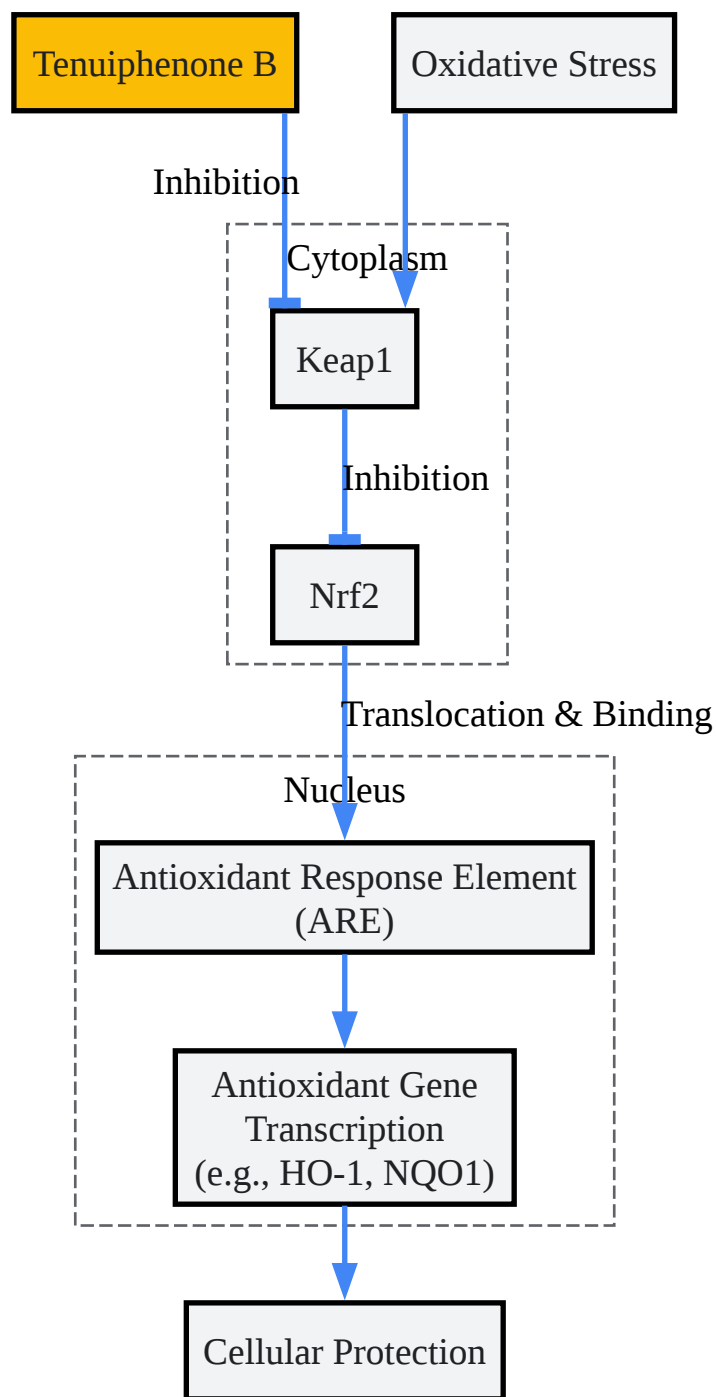 Tenuiphenone B
Oxidative Stress
Inhibition
Cytoplasm
Keap1
Inhibition
Nrf2
Translocation & Binding
Nucleus
Antioxidant Response Element
(ARE)
Antioxidant Gene
Transcription
(e.g., HO-1, NQO1)
Cellular Protection